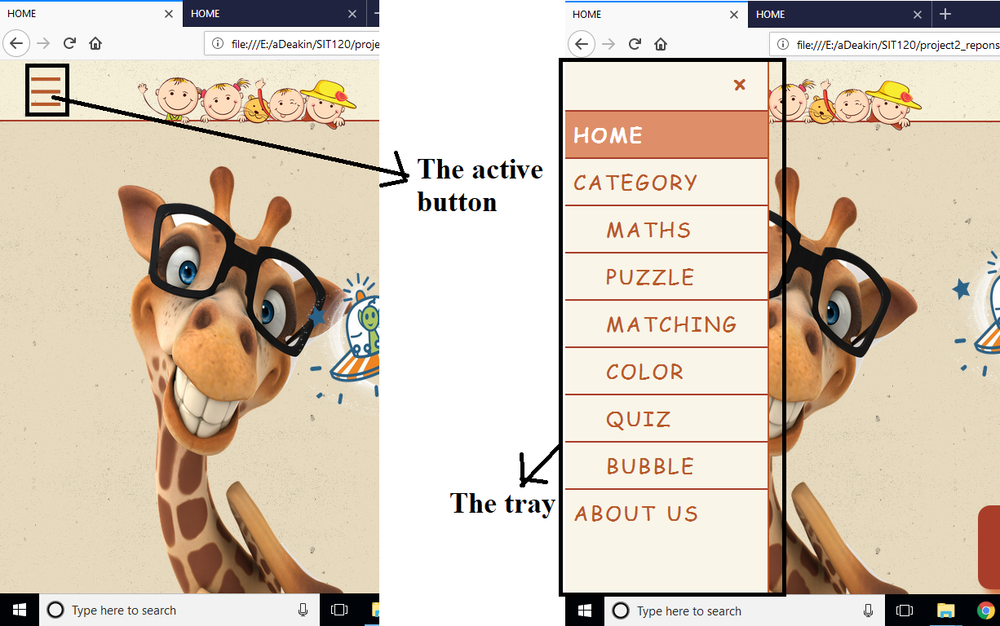 HOME
HOME
file:///E:/aDeakin/SIT120/proje
The active
button
Type here to search
HOME
HOME
file:///E:/aDeakin/SIT120/project2_repons
HOME
CATEGORY
MATHS
PUZZLE
MATCHING
COLOR
QUIZ
BUBBLE
ABOUT US
The tray
Type here to search